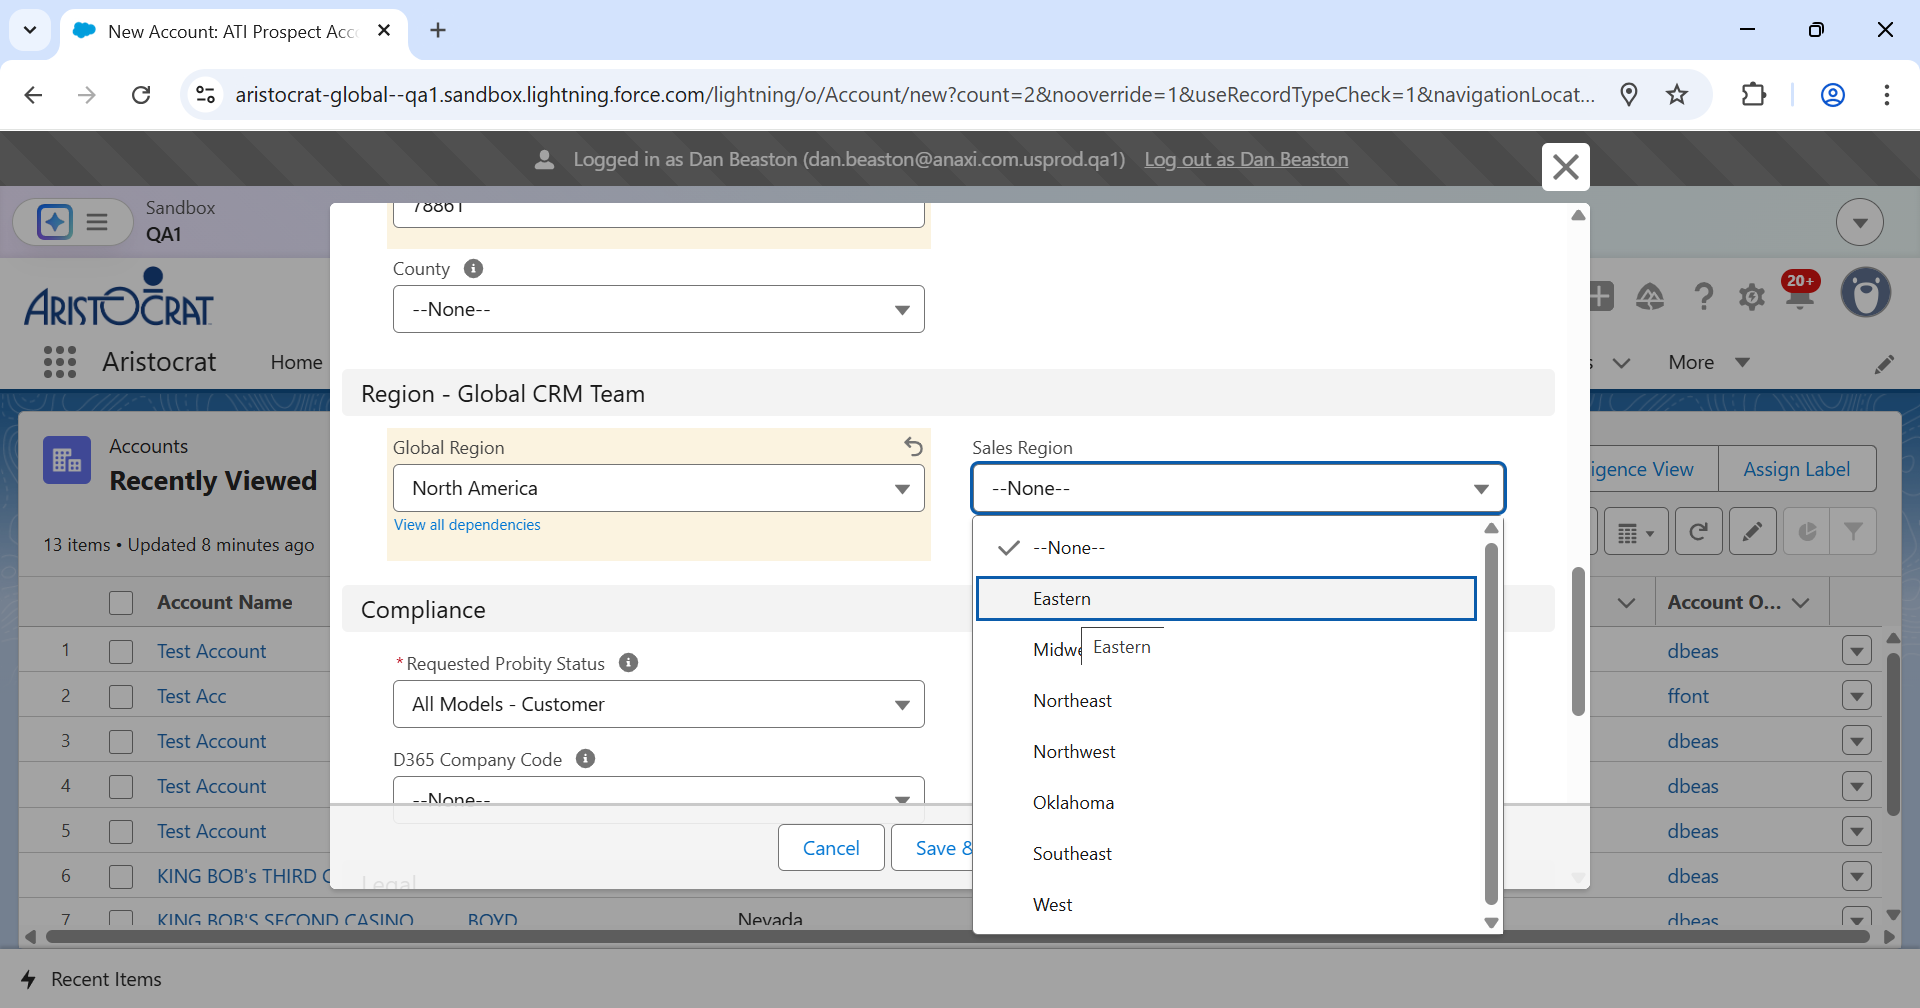 New Account: ATI Prospect Acc
aristocrat-global--qa1.sandbox.lightning.force.com/lightning/o/Account/new?count=2&nooverride=1&useRecordTypeCheck=1&navigationLocat...
Logged in as Dan Beaston (dan.beaston@anaxi.com.usprod.qa1) Log out as Dan Beaston
Sandbox
QA1
78861
County
--None--
ARISTOCRAT
20+
Aristocrat
Home
More
Region - Global CRM Team
Global Region
North America
View all dependencies
Sales Region
--None--
--None--
Eastern
Eastern
Northeast
Northwest
Oklahoma
Southeast
West
Accounts
Recently Viewed
igence View
Assign Label
13 items • Updated 8 minutes ago
Compliance
*Requested Probity Status
All Models - Customer
D365 Company Code
--None--
Cancel
Save &
Legal
Account Name
Account O...
1 Test Account dbeas
2 Test Acc ffont
3 Test Account dbeas
4 Test Account dbeas
5 Test Account dbeas
6 KING BOB's THIRD dbeas
7 KING BOB'S SECOND CASINO BOYD Nevada dbeas
Recent Items